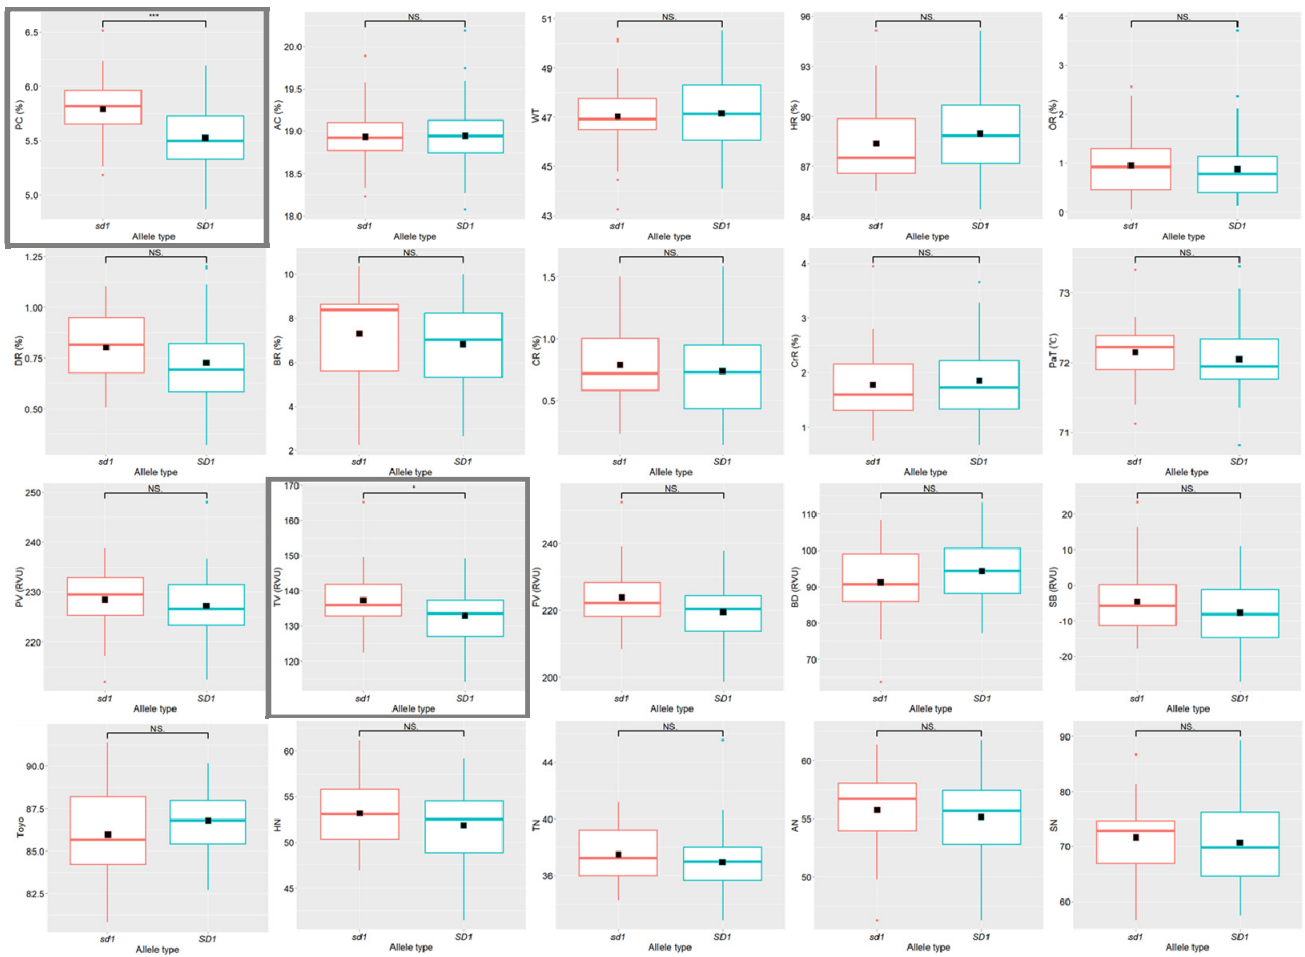 ***
PC (%)
6.5
6.0
5.5
5.0
sd1
SD1
Allele type
NS.
AC (%)
20.0
19.5
19.0
18.5
18.0
sd1
SD1
Allele type
NS.
WT
51
49
47
45
43
sd1
SD1
Allele type
NS.
HR (%)
96
93
90
87
84
sd1
SD1
Allele type
NS.
OR (%)
4
3
2
1
0
sd1
SD1
Allele type
NS.
DR (%)
1.25
1.00
0.75
0.50
sd1
SD1
Allele type
NS.
BR (%)
10
8
6
4
2
sd1
SD1
Allele type
NS.
CR (%)
1.5
1.0
0.5
sd1
SD1
Allele type
NS.
CrR (%)
4
3
2
1
sd1
SD1
Allele type
NS.
PaT (℃)
73
72
71
sd1
SD1
Allele type
NS.
PV (RVU)
250
240
230
220
sd1
SD1
Allele type
*
TV (RVU)
170
160
150
140
130
120
sd1
SD1
Allele type
NS.
FV (RVU)
240
220
200
sd1
SD1
Allele type
NS.
BD (RVU)
110
100
90
80
70
sd1
SD1
Allele type
NS.
SB (RVU)
20
10
0
-10
-20
sd1
SD1
Allele type
NS.
Toyo
90.0
87.5
85.0
82.5
sd1
SD1
Allele type
NS.
HN
60
55
50
45
sd1
SD1
Allele type
NS.
TN
44
40
36
sd1
SD1
Allele type
NS.
AN
60
55
50
sd1
SD1
Allele type
NS.
SN
90
80
70
60
sd1
SD1
Allele type